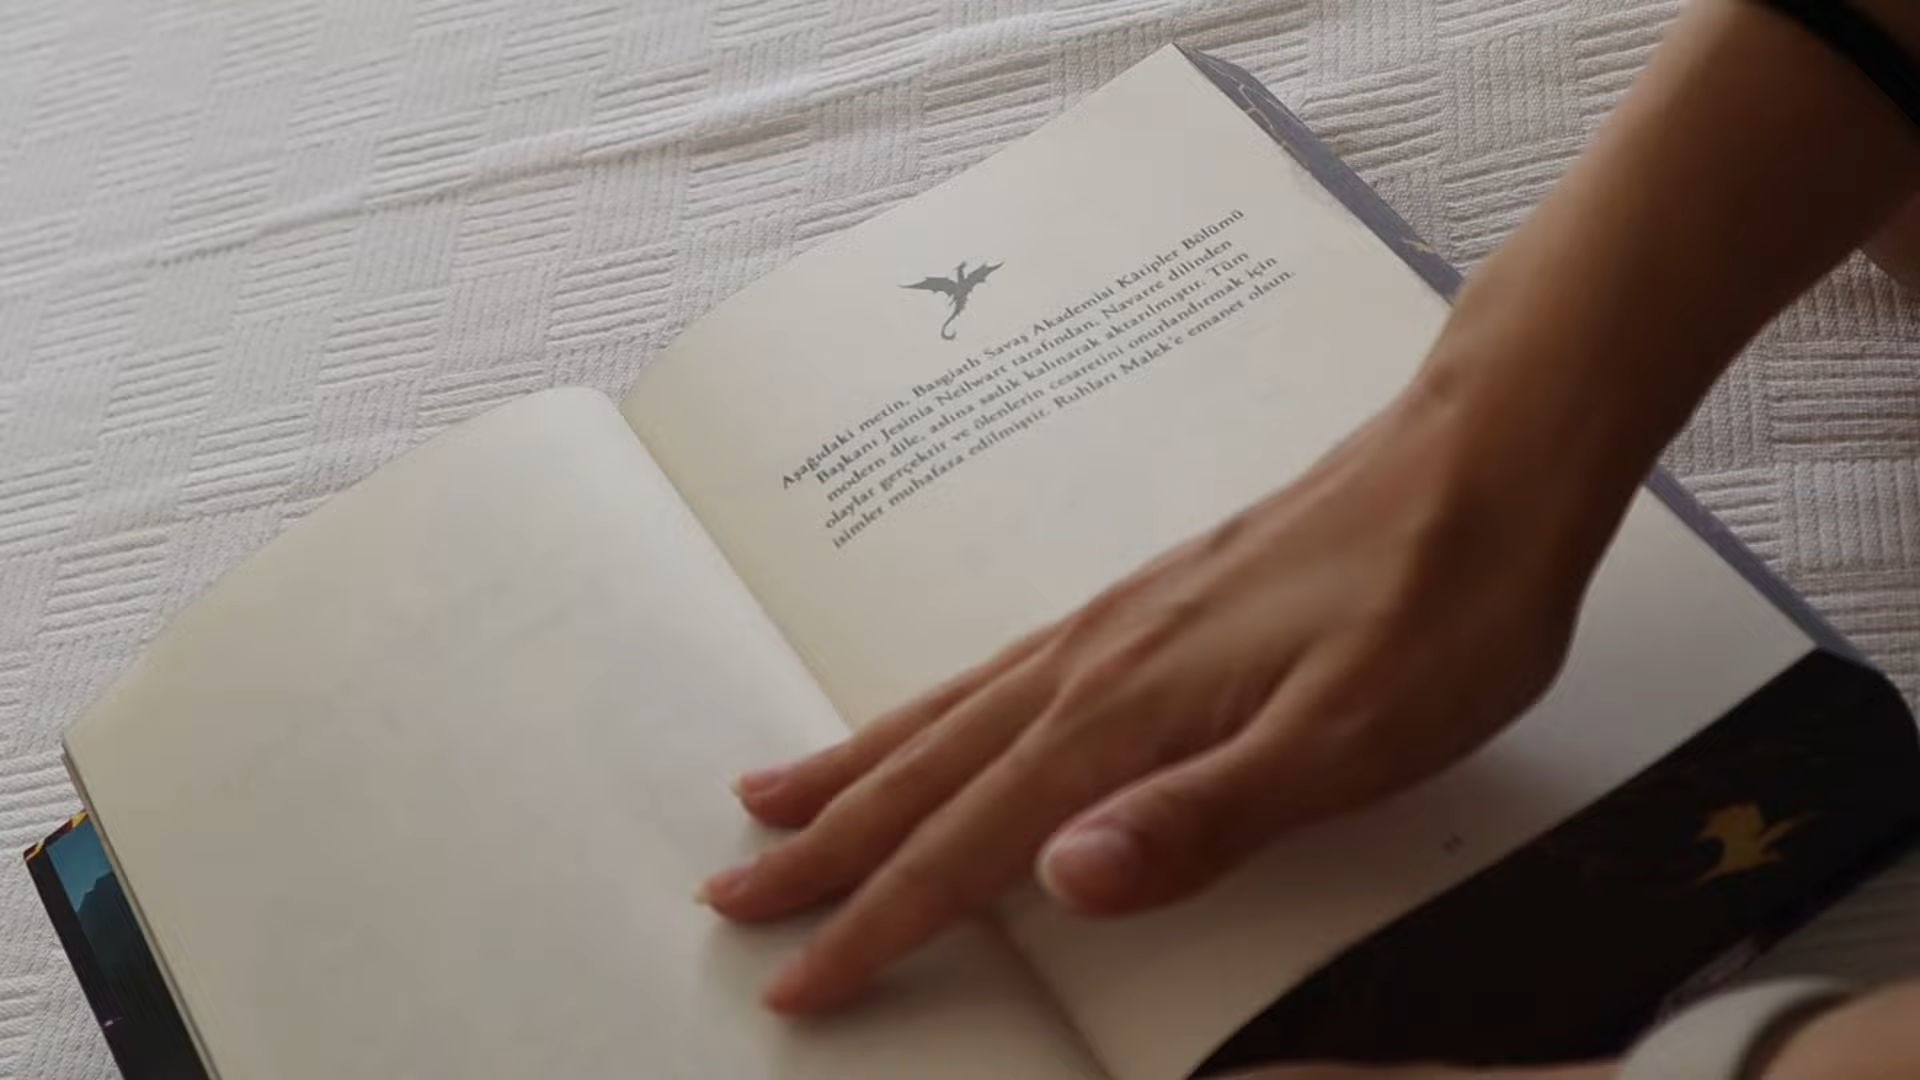 Aşağıdaki metin, Basgiath Savaş Akademisi Kâtipler Bölümü
Başkanı Jesinia Neilwart tarafından, Navarre dilinden
modern dile, aslına sadık kalınarak aktarılmıştır. Tüm
olaylar gerçektir ve ölenlerin cesaretini onurlandırmak için
isimler muhafaza edilmiştir. Ruhları Malek'e emanet olsun.